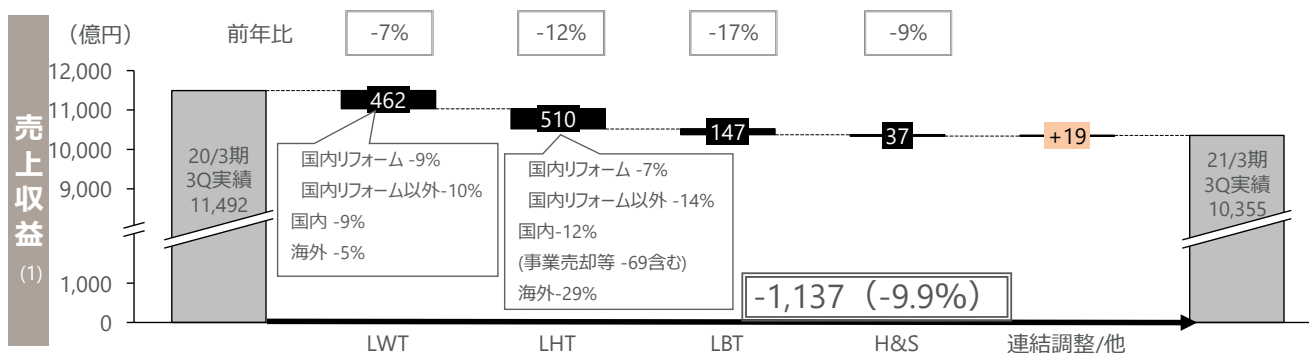 (億円)
前年比
-7%
-12%
-17%
-9%
売上収益
(1)
12,000
11,000
10,000
9,000
1,000
0
20/3期
3Q実績
11,492
462
510
147
37
+19
21/3期
3Q実績
10,355
国内リフォーム -9%
国内リフォーム以外-10%
国内 -9%
海外 -5%
国内リフォーム -7%
国内リフォーム以外 -14%
国内-12%
(事業売却等 -69含む)
海外-29%
-1,137（-9.9%）
LWT
LHT
LBT
H&S
連結調整/他